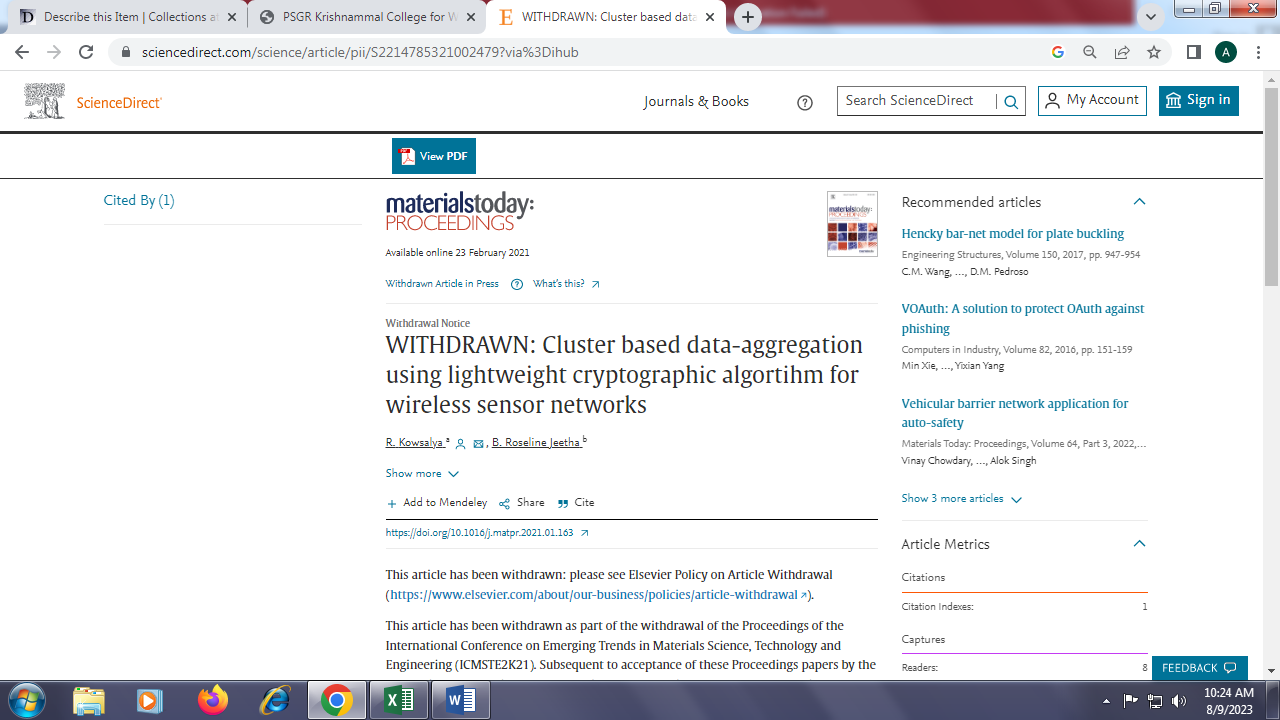 Describe this Item | Collections at
PSGR Krishnammal College for W
WITHDRAWN: Cluster based data
sciencedirect.com/science/article/pii/S2214785321002479?via%3Dihub
A
ScienceDirect
Journals & Books
Search ScienceDirect
My Account
Sign in
View PDF
Cited By (1)
materialstoday:
PROCEEDINGS
Available online 23 February 2021
Withdrawn Article in Press
What's this?
Withdrawal Notice
WITHDRAWN: Cluster based data-aggregation
using lightweight cryptographic algortihm for
wireless sensor networks
R. Kowsalya a, B. Roseline Jeetha b
Show more
Add to Mendeley Share Cite
https://doi.org/10.1016/j.matpr.2021.01.163
This article has been withdrawn: please see Elsevier Policy on Article Withdrawal
(https://www.elsevier.com/about/our-business/policies/article-withdrawal).
This article has been withdrawn as part of the withdrawal of the Proceedings of the
International Conference on Emerging Trends in Materials Science, Technology and
Engineering (ICMSTE2K21). Subsequent to acceptance of these Proceedings papers by the
materialstoday:
PROCEEDINGS
Recommended articles
Hencky bar-net model for plate buckling
Engineering Structures, Volume 150, 2017, pp. 947-954
C.M. Wang, ..., D.M. Pedroso
VOAuth: A solution to protect OAuth against
phishing
Computers in Industry, Volume 82, 2016, pp. 151-159
Min Xie, ..., Yixian Yang
Vehicular barrier network application for
auto-safety
Materials Today: Proceedings, Volume 64, Part 3, 2022,...
Vinay Chowdary, ..., Alok Singh
Show 3 more articles
Article Metrics
Citations
Citation Indexes: 1
Captures
Readers: 8
FEEDBACK
10:24 AM
8/9/2023